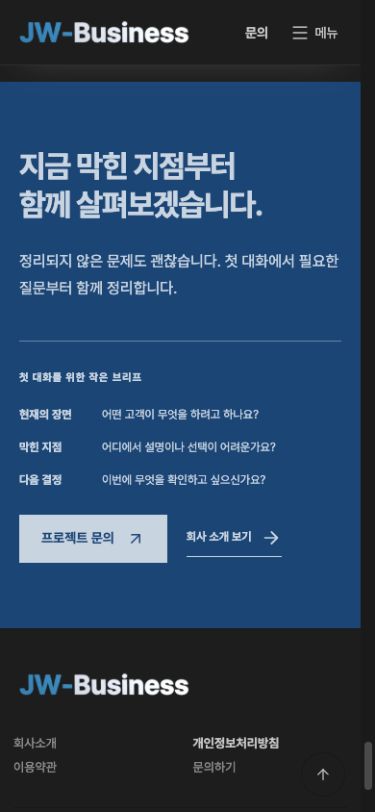 JW-Business
문의
메뉴
지금 막힌 지점부터
함께 살펴보겠습니다.
정리되지 않은 문제도 괜찮습니다. 첫 대화에서 필요한
질문부터 함께 정리합니다.
첫 대화를 위한 작은 브리프
현재의 장면 어떤 고객이 무엇을 하려고 하나요?
막힌 지점 어디에서 설명이나 선택이 어려운가요?
다음 결정 이번에 무엇을 확인하고 싶으신가요?
프로젝트 문의
회사 소개 보기
JW-Business
회사소개 개인정보처리방침
이용약관 문의하기